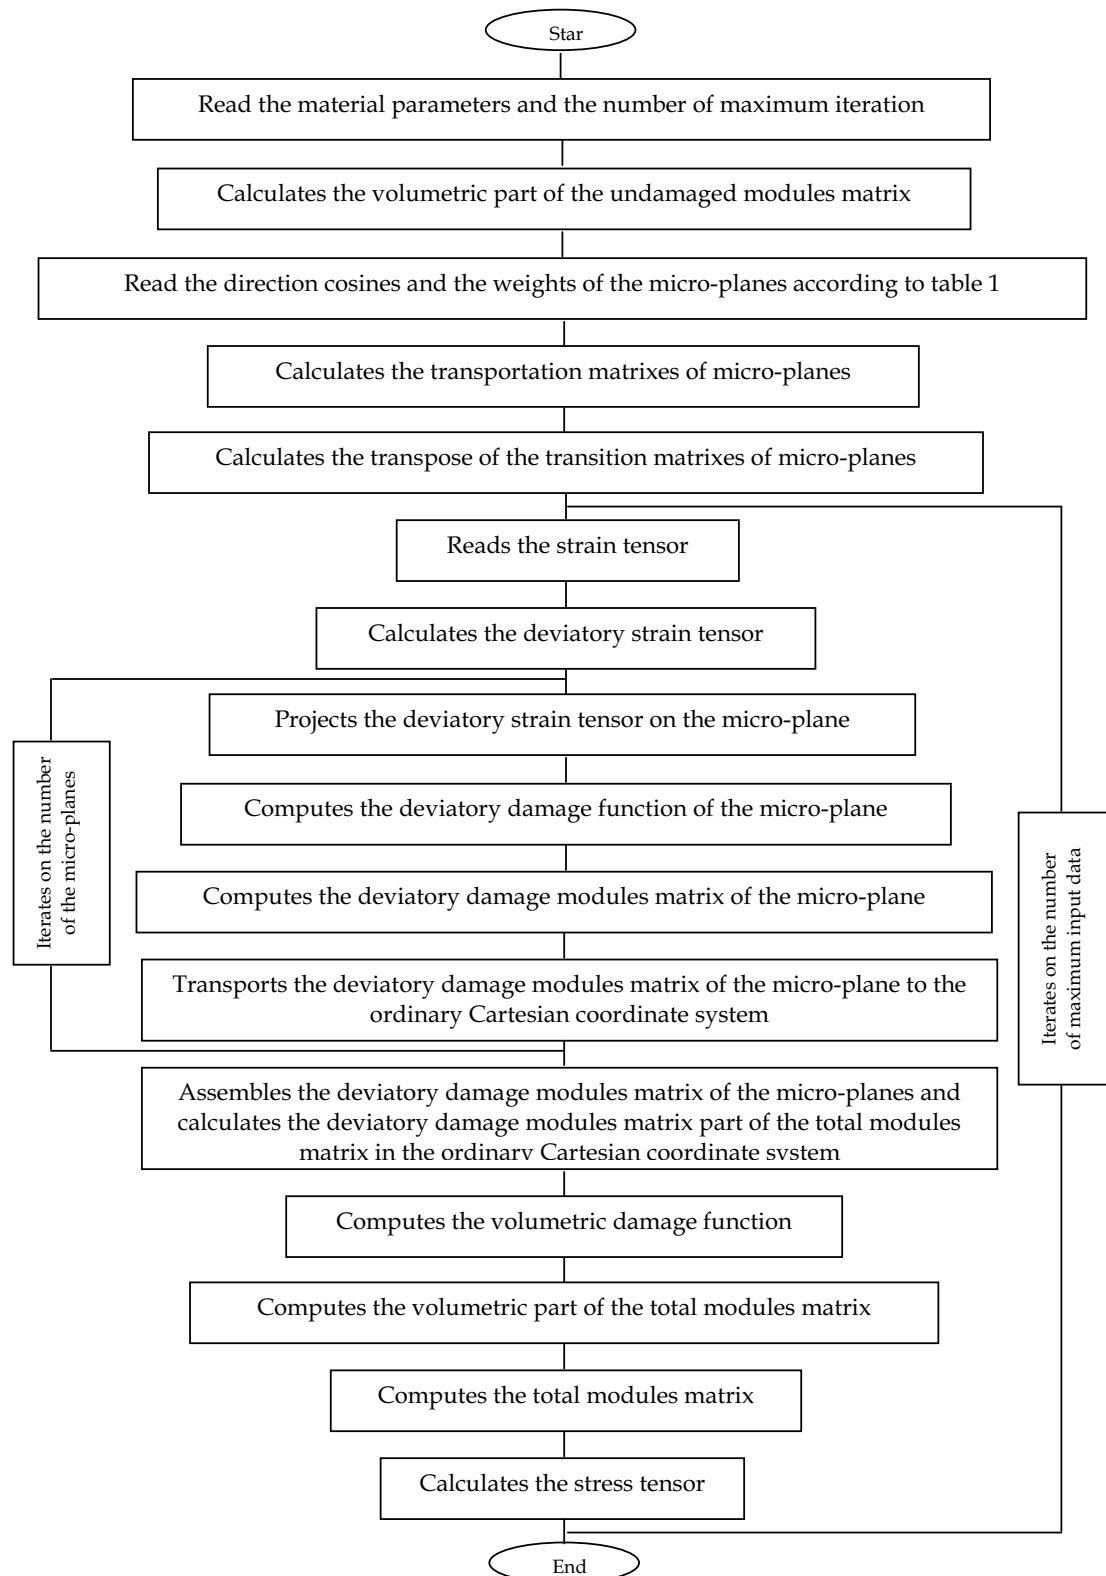 Star
Read the material parameters and the number of maximum iteration
Calculates the volumetric part of the undamaged modules matrix
Read the direction cosines and the weights of the micro-planes according to table 1
Calculates the transportation matrixes of micro-planes
Calculates the transpose of the transition matrixes of micro-planes
Reads the strain tensor
Calculates the deviatory strain tensor
Projects the deviatory strain tensor on the micro-plane
Iterates on the number
of the micro-planes
Computes the deviatory damage function of the micro-plane
Computes the deviatory damage modules matrix of the micro-plane
Iterates on the number
of maximum input data
Transports the deviatory damage modules matrix of the micro-plane to the
ordinary Cartesian coordinate system
Assembles the deviatory damage modules matrix of the micro-planes and
calculates the deviatory damage modules matrix part of the total modules
matrix in the ordinary Cartesian coordinate system
Computes the volumetric damage function
Computes the volumetric part of the total modules matrix
Computes the total modules matrix
Calculates the stress tensor
End